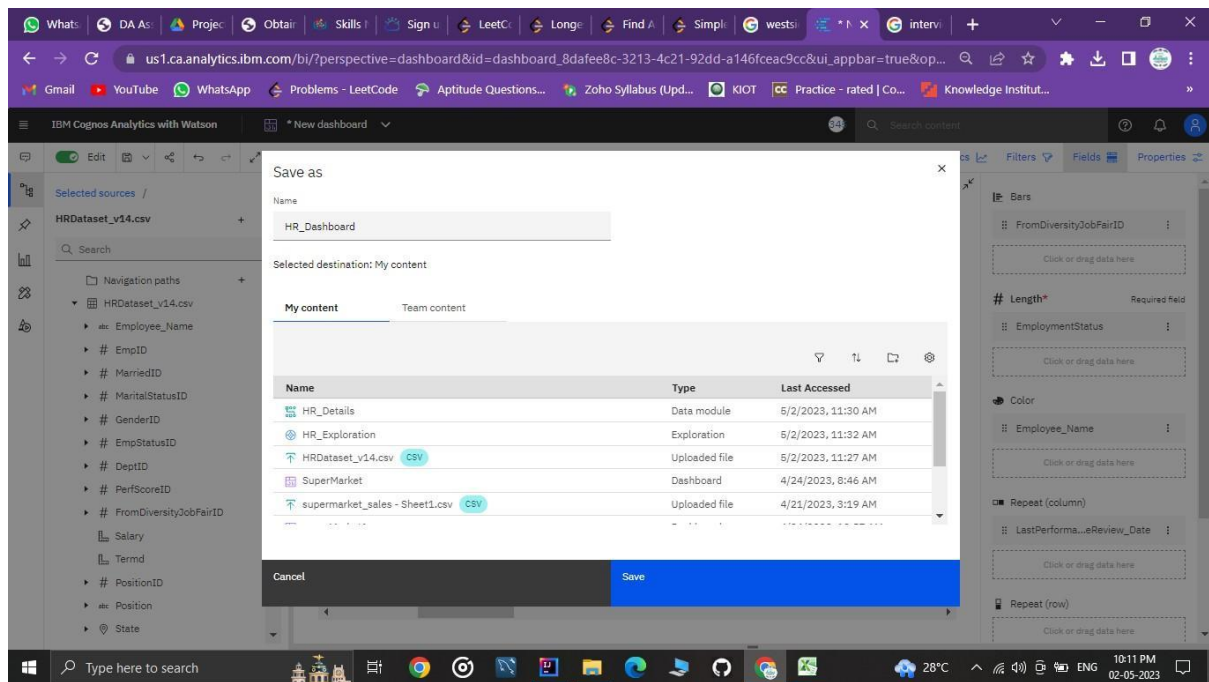 Whats
DA As
Projec
Obtair
Skills
Sign u
LeetCo
Longe
Find A
Simple
westsi
intervi
us1.ca.analytics.ibm.com/bi/?perspective=dashboard&id=dashboard_8dafee8c-3213-4c21-92dd-a146fceac9cc&ui_appbar=true&op...
Gmail YouTube WhatsApp Problems - LeetCode Aptitude Questions... Zoho Syllabus (Upd... KIOT CC Practice - rated | Co... Knowledge Institut... »
IBM Cognos Analytics with Watson * New dashboard 34 Search content
Edit Filters Fields Properties
Selected sources /
HRDataset_v14.csv +
Search
Navigation paths +
HRDataset_v14.csv
abc Employee_Name
# EmpID
# MarriedID
# MaritalStatusID
# GenderID
# EmpStatusID
# DeptID
# PerfScoreID
# FromDiversityJobFairID
Salary
Termd
# PositionID
abc Position
State
Save as
Name
HR_Dashboard
Selected destination: My content
My content Team content
Name Type Last Accessed
HR_Details Data module 5/2/2023, 11:30 AM
HR_Exploration Exploration 5/2/2023, 11:32 AM
HRDataset_v14.csv CSV Uploaded file 5/2/2023, 11:27 AM
SuperMarket Dashboard 4/24/2023, 8:46 AM
supermarket_sales - Sheet1.csv CSV Uploaded file 4/21/2023, 3:19 AM
Cancel Save
Bars
FromDiversityJobFairID
Click or drag data here
# Length* Required field
EmploymentStatus
Click or drag data here
Color
Employee_Name
Click or drag data here
Repeat (column)
LastPerforma...eReview_Date
Click or drag data here
Repeat (row)
Click or drag data here
Type here to search
28°C
ENG
10:11 PM
02-05-2023